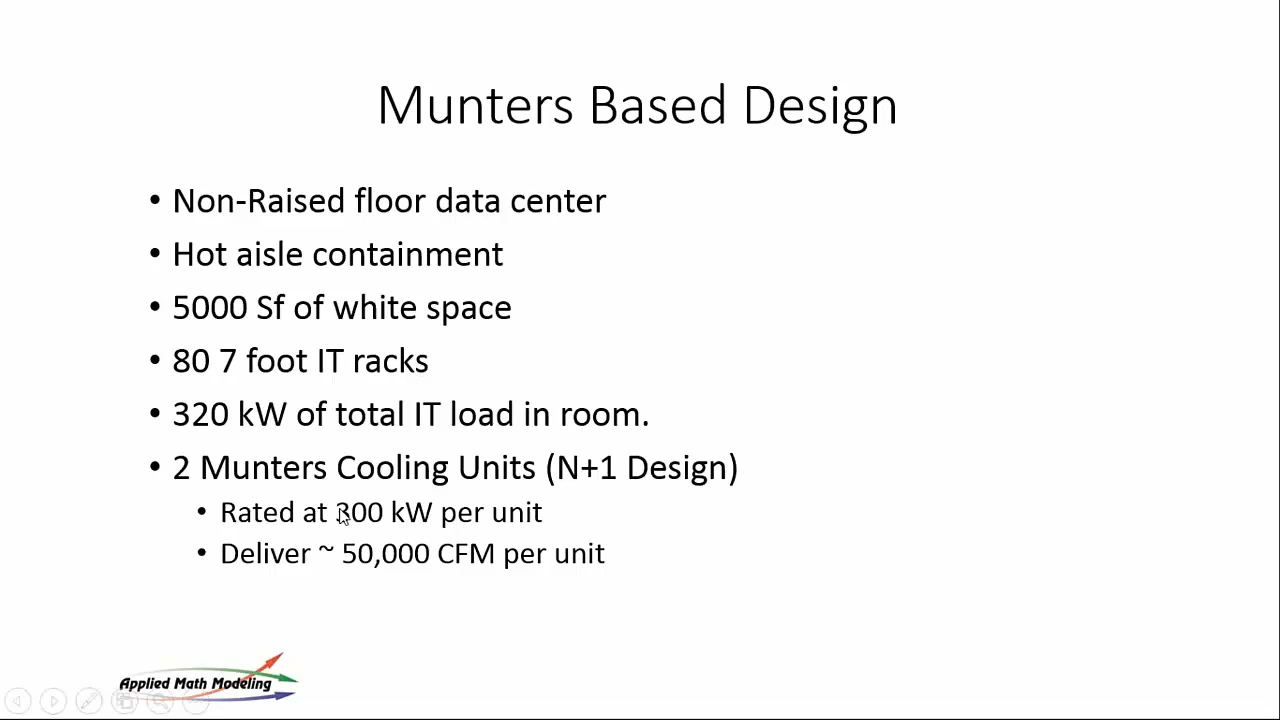 Munters Based Design
• Non-Raised floor data center
• Hot aisle containment
• 5000 Sf of white space
• 80 7 foot IT racks
• 320 kW of total IT load in room.
• 2 Munters Cooling Units (N+1 Design)
• Rated at 300 kW per unit
• Deliver ~ 50,000 CFM per unit
Applied Math Modeling